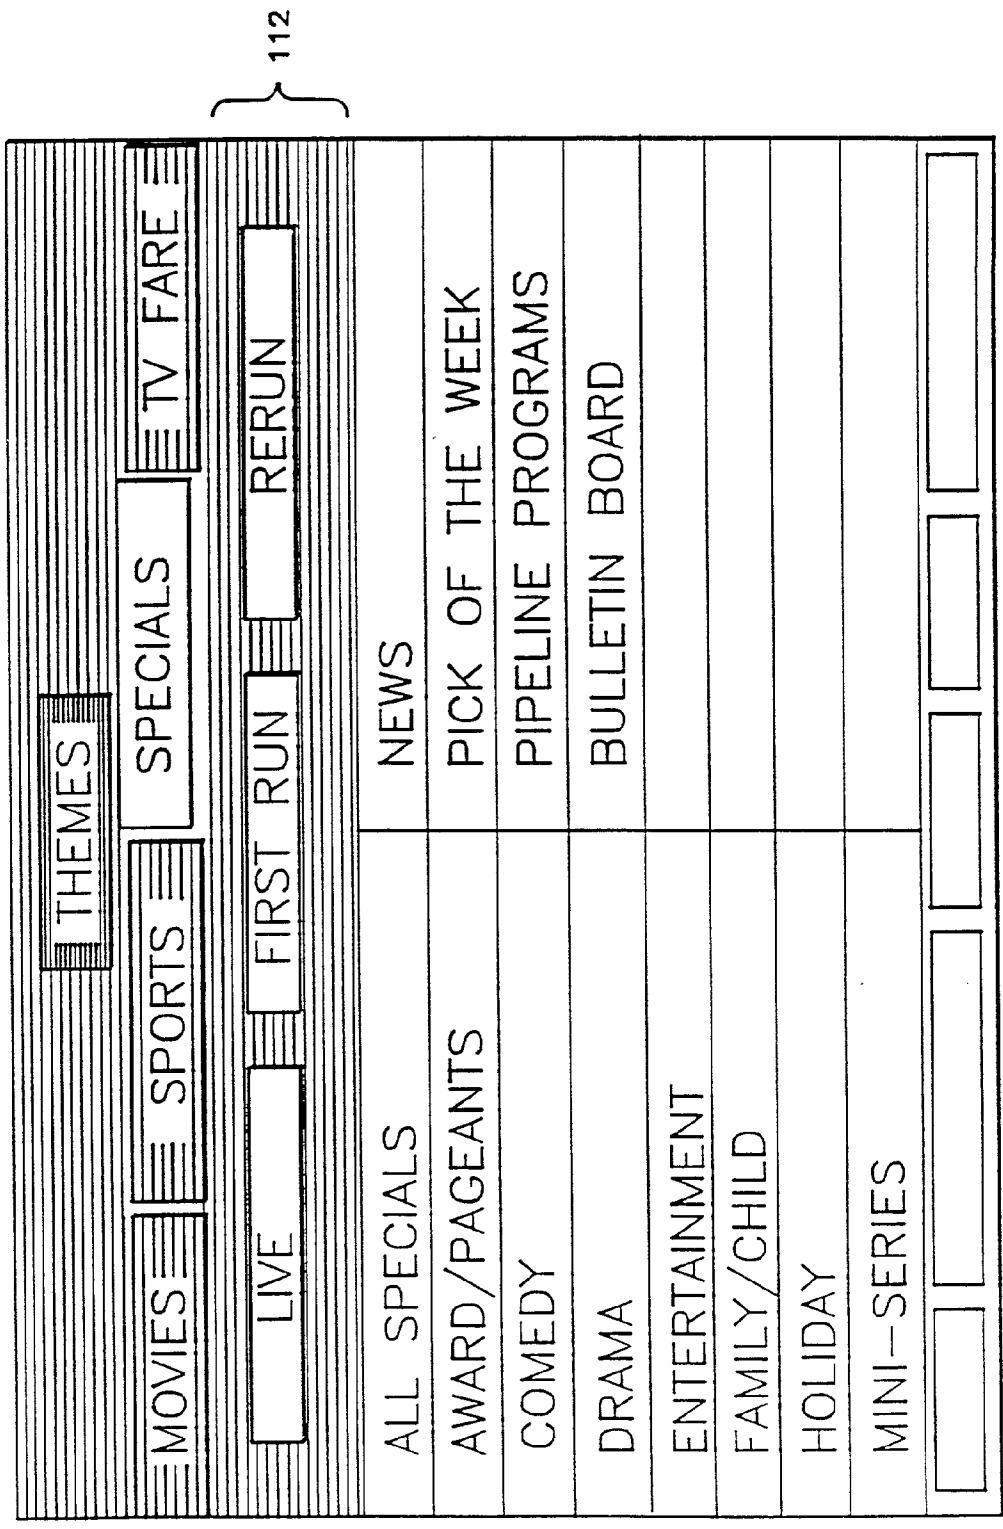 THEMES
MOVIES SPORTS SPECIALS TV FARE
LIVE FIRST RUN RERUN
112
ALL SPECIALS NEWS
AWARD/PAGEANTS PICK OF THE WEEK
COMEDY PIPELINE PROGRAMS
DRAMA BULLETIN BOARD
ENTERTAINMENT
FAMILY/CHILD
HOLIDAY
MINI-SERIES